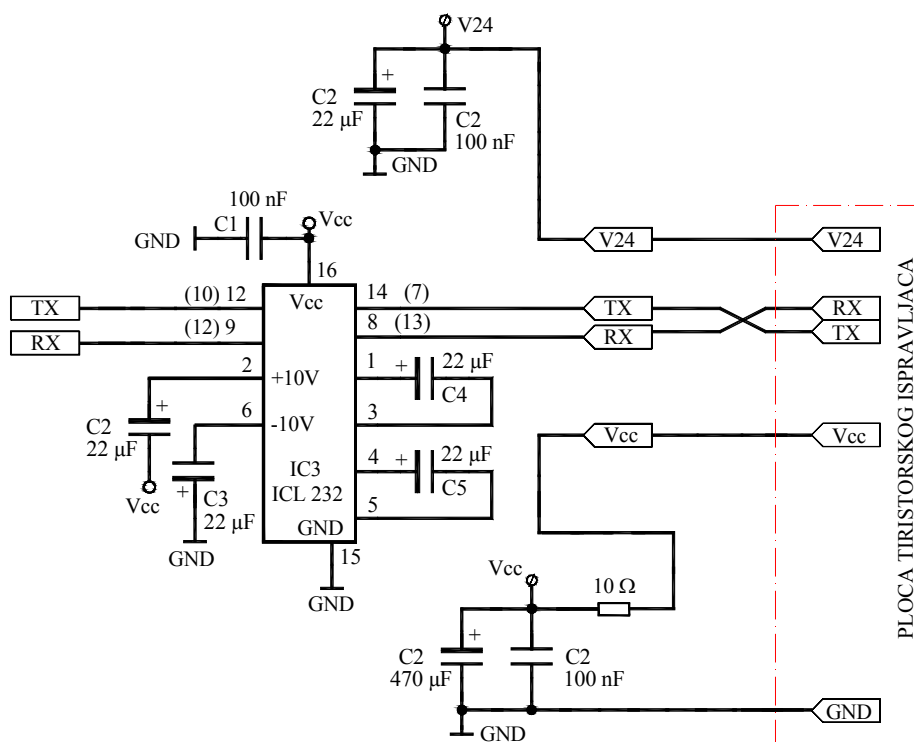 V24
C2
22 µF
+
C2
100 nF
GND
100 nF
C1
Vcc
GND
V24
V24
16
TX
(10) 12
Vcc
14 (7)
TX
RX
RX
(12) 9
8 (13)
RX
TX
2
+10V
1
+
22 µF
C4
6
-10V
3
C2
22 µF
+
Vcc
Vcc
Vcc
IC3
ICL 232
4
+
22 µF
C5
C3
22 µF
+
GND
5
GND
15
GND
Vcc
10 Ω
C2
470 µF
+
C2
100 nF
GND
GND
PLOCA TIRISTORSKOG ISPRAVLJACA